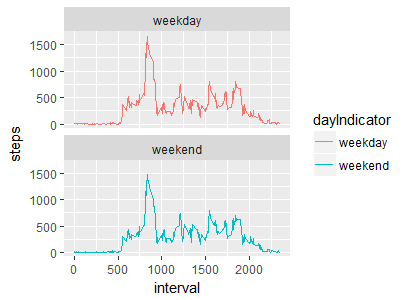 weekday
1500
1000
500
0
weekend
1500
1000
500
0
0 500 1000 1500 2000
interval
steps
dayIndicator
weekday
weekend